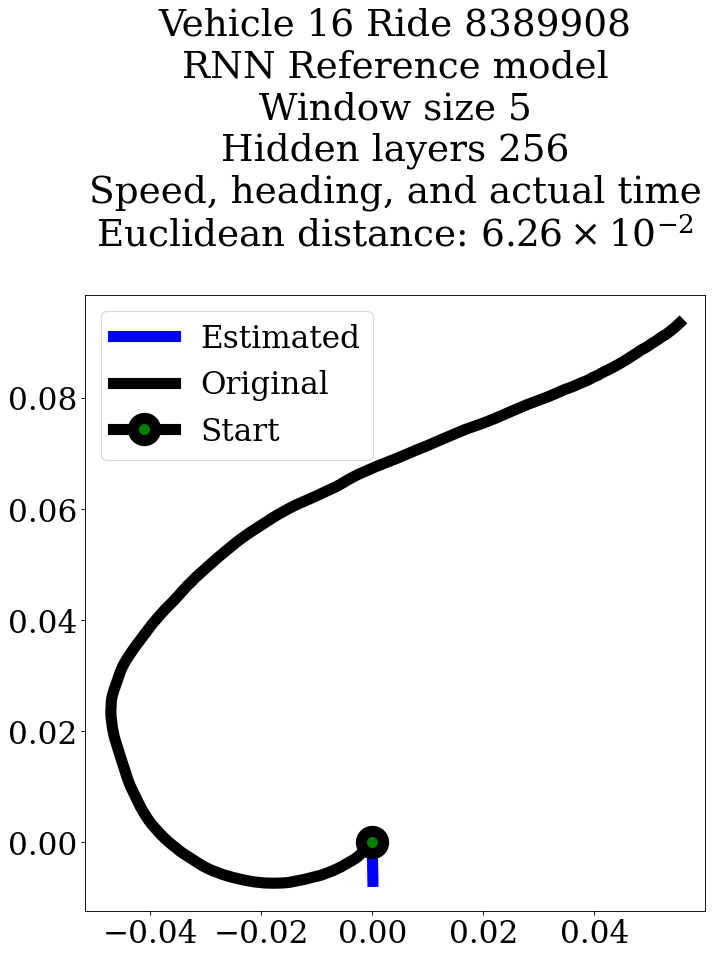 Vehicle 16 Ride 8389908
RNN Reference model
Window size 5
Hidden layers 256
Speed, heading, and actual time
Euclidean distance: 6.26 × 10⁻²
Estimated
Original
Start
0.08
0.06
0.04
0.02
0.00
−0.04 −0.02 0.00 0.02 0.04